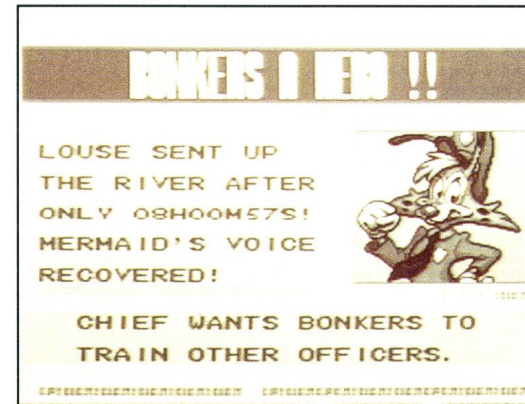 BONKERS A HERO !!
LOUSE SENT UP
THE RIVER AFTER
ONLY 08H00M57S!
MERMAID'S VOICE
RECOVERED!
CHIEF WANTS BONKERS TO
TRAIN OTHER OFFICERS.